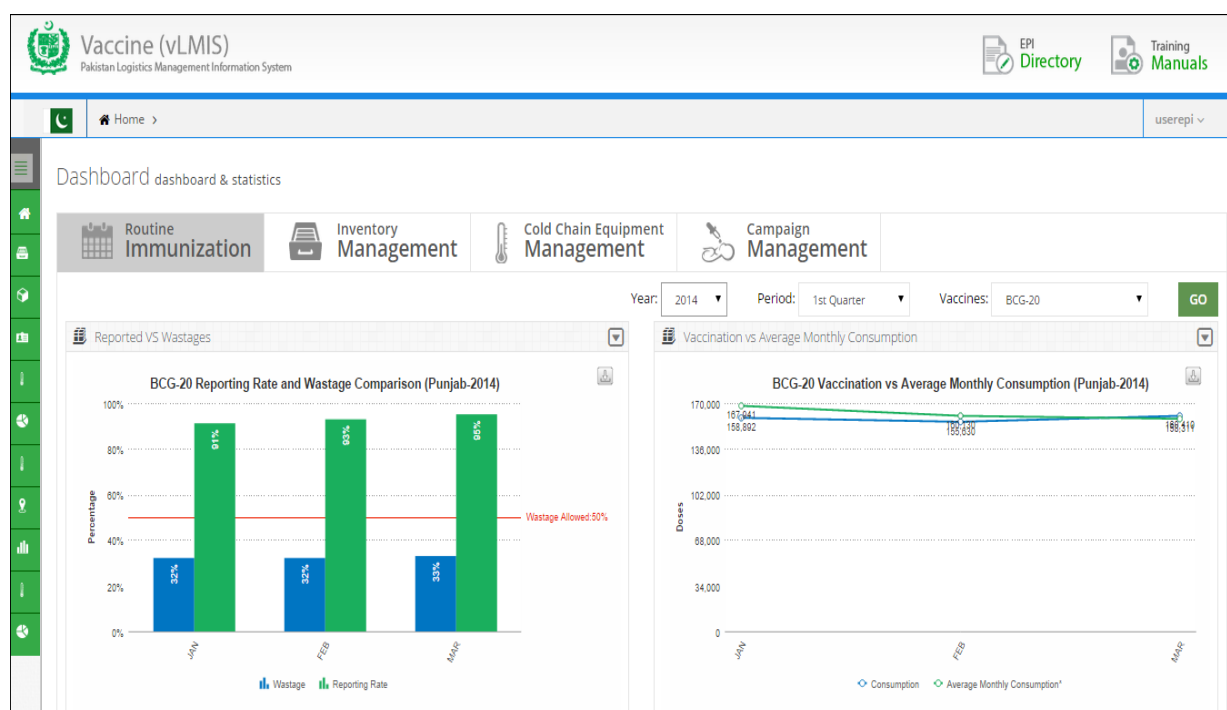 Vaccine (vLMIS)
Pakistan Logistics Management Information System
EPI
Directory
Training
Manuals
Home >
userepi
Dashboard dashboard & statistics
Routine
Immunization
Inventory
Management
Cold Chain Equipment
Management
Campaign
Management
Year: 2014 Period: 1st Quarter Vaccines: BCG-20 GO
Reported VS Wastages
BCG-20 Reporting Rate and Wastage Comparison (Punjab-2014)
100%
80%
60%
40%
20%
0%
Percentage
91%
93%
95%
32%
32%
33%
Wastage Allowed:50%
JAN
FEB
MAR
Wastage
Reporting Rate
Vaccination vs Average Monthly Consumption
BCG-20 Vaccination vs Average Monthly Consumption (Punjab-2014)
170,000
136,000
102,000
68,000
34,000
0
Doses
158,892
JAN
FEB
MAR
Consumption
Average Monthly Consumption*